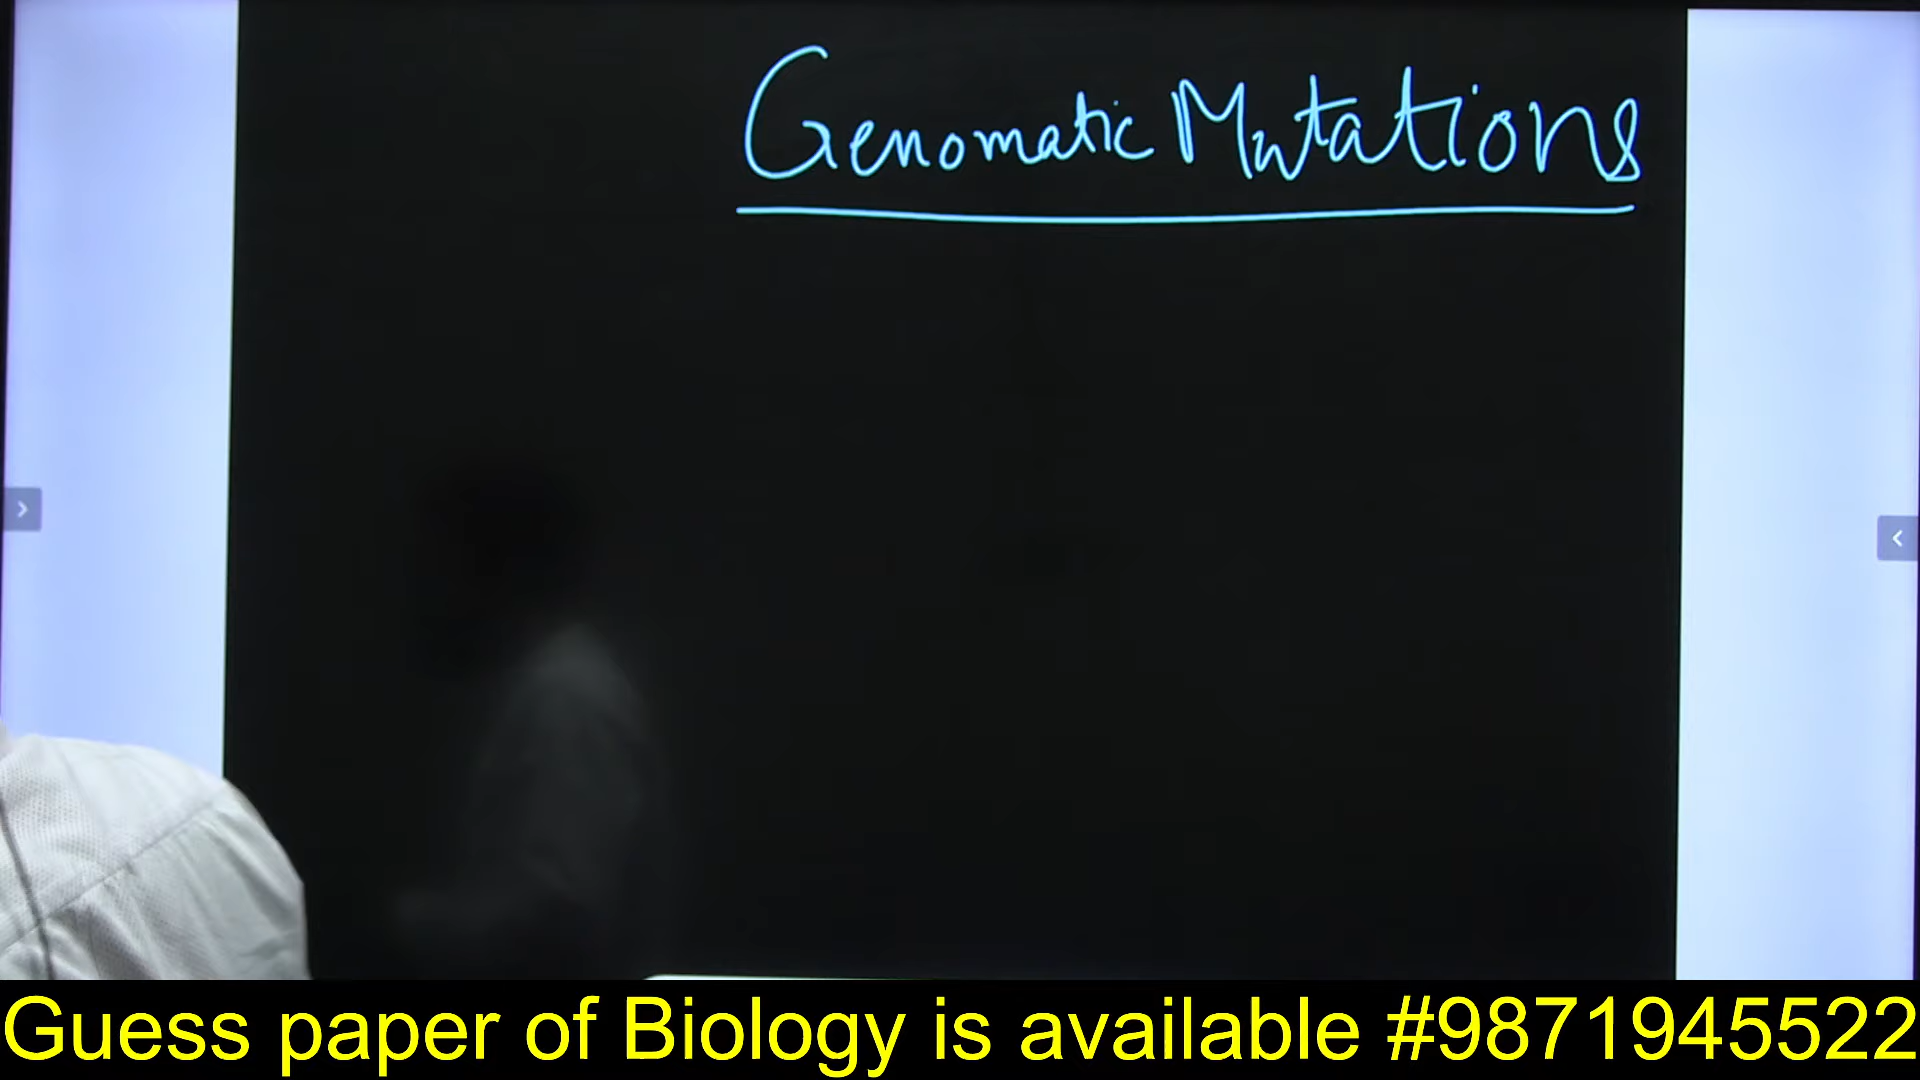 Genomatic Mutations
Guess paper of Biology is available #9871945522